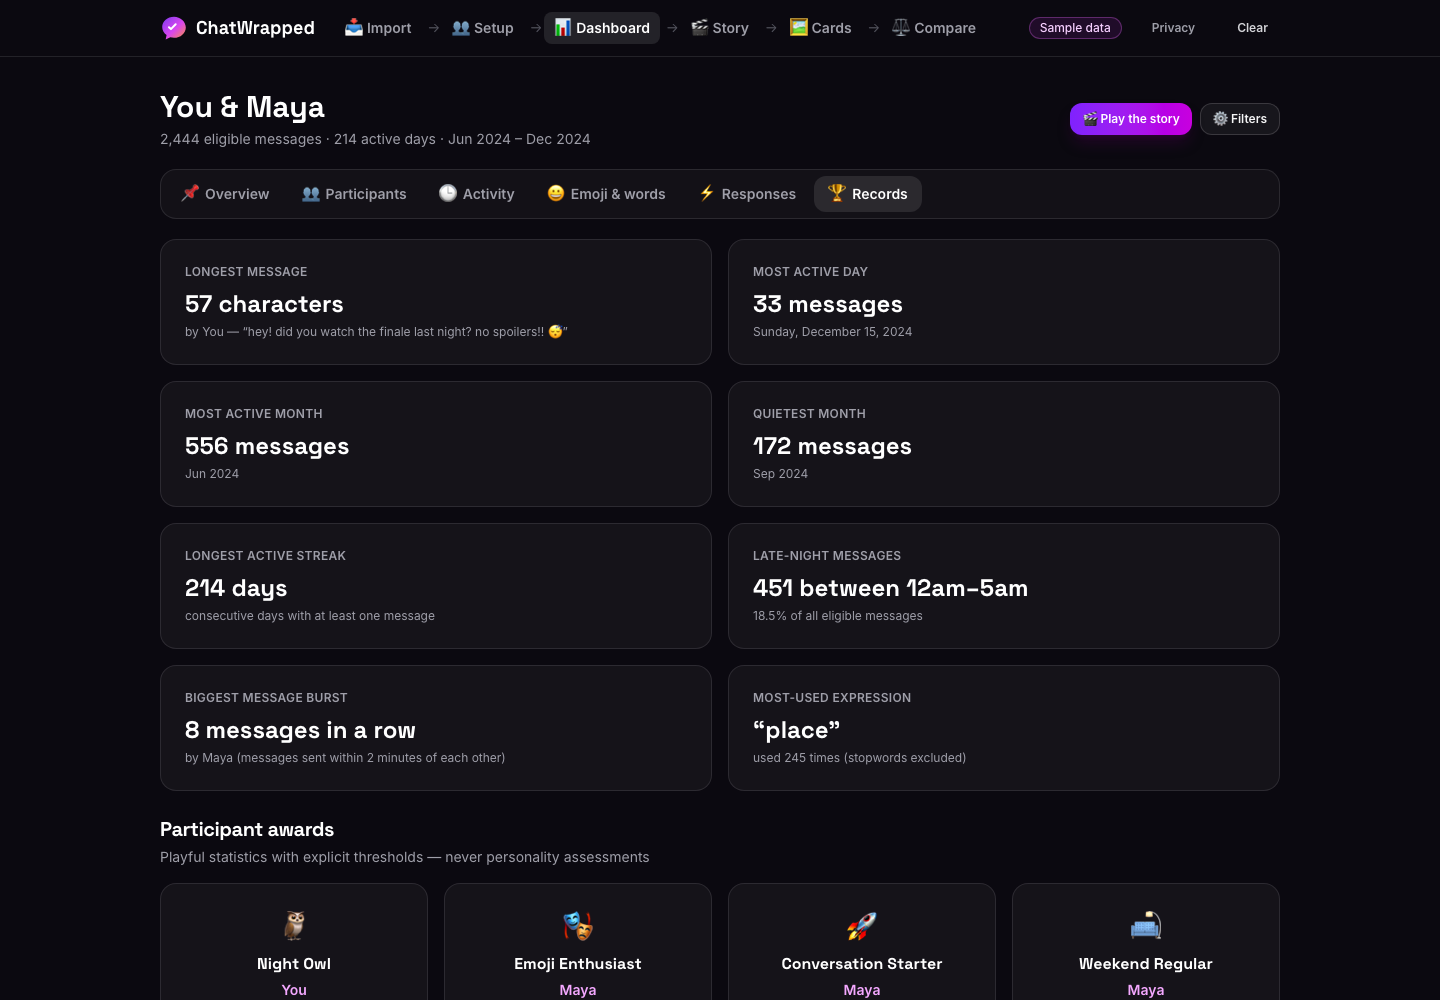 ChatWrapped
📥 Import → 👥 Setup → 📊 Dashboard → 🎬 Story → 🖼️ Cards → ⚖️ Compare
Sample data Privacy Clear
You & Maya
2,444 eligible messages · 214 active days · Jun 2024 – Dec 2024
🎬 Play the story ⚙️ Filters
📌 Overview 👥 Participants 🕒 Activity 😀 Emoji & words ⚡ Responses 🏆 Records
LONGEST MESSAGE
57 characters
by You — “hey! did you watch the finale last night? no spoilers!! 😴”
MOST ACTIVE DAY
33 messages
Sunday, December 15, 2024
MOST ACTIVE MONTH
556 messages
Jun 2024
QUIETEST MONTH
172 messages
Sep 2024
LONGEST ACTIVE STREAK
214 days
consecutive days with at least one message
LATE-NIGHT MESSAGES
451 between 12am–5am
18.5% of all eligible messages
BIGGEST MESSAGE BURST
8 messages in a row
by Maya (messages sent within 2 minutes of each other)
MOST-USED EXPRESSION
“place”
used 245 times (stopwords excluded)
Participant awards
Playful statistics with explicit thresholds — never personality assessments
Night Owl
You
Emoji Enthusiast
Maya
Conversation Starter
Maya
Weekend Regular
Maya